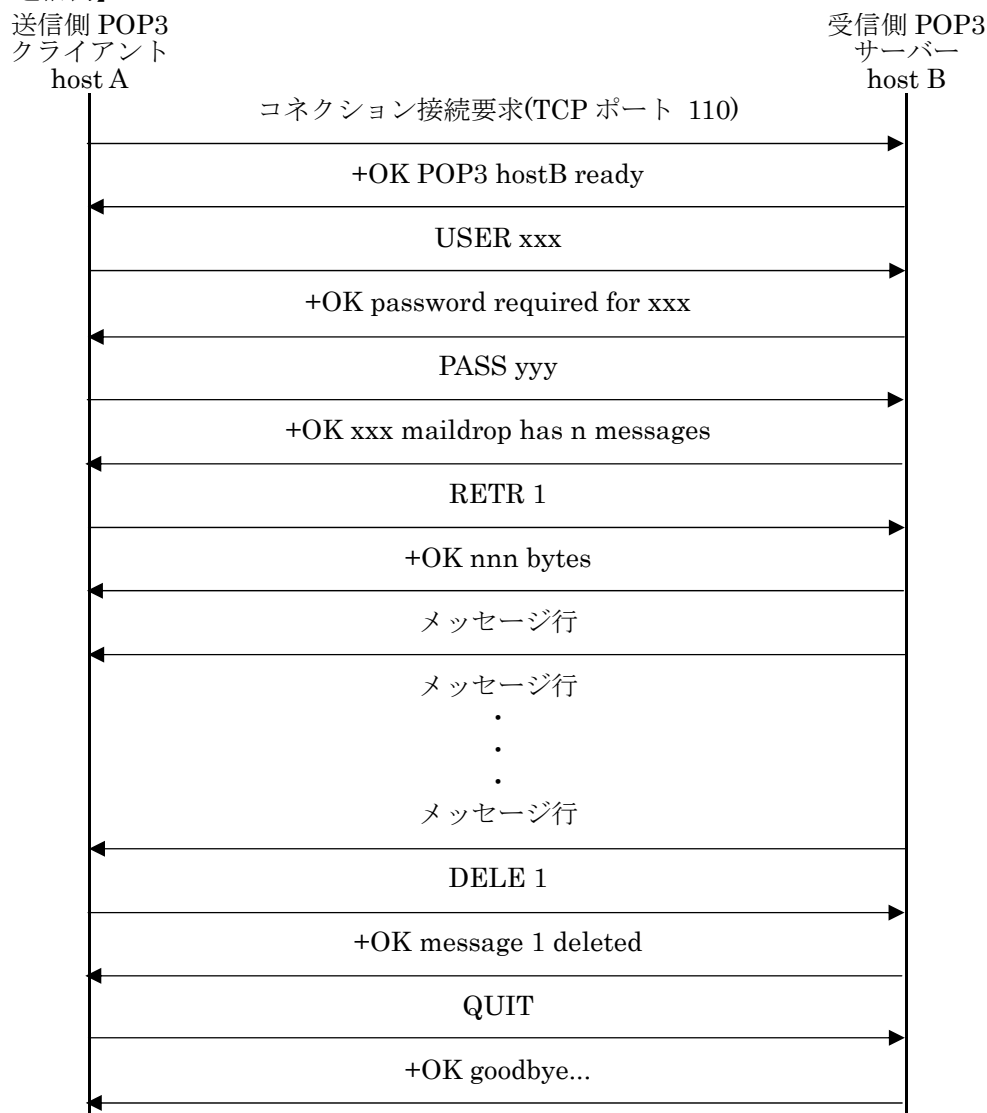 送信側 POP3
クライアント
host A
受信側 POP3
サーバー
host B
コネクション接続要求(TCP ポート 110)
+OK POP3 hostB ready
USER xxx
+OK password required for xxx
PASS yyy
+OK xxx maildrop has n messages
RETR 1
+OK nnn bytes
メッセージ行
メッセージ行
・
・
・
メッセージ行
DELE 1
+OK message 1 deleted
QUIT
+OK goodbye...